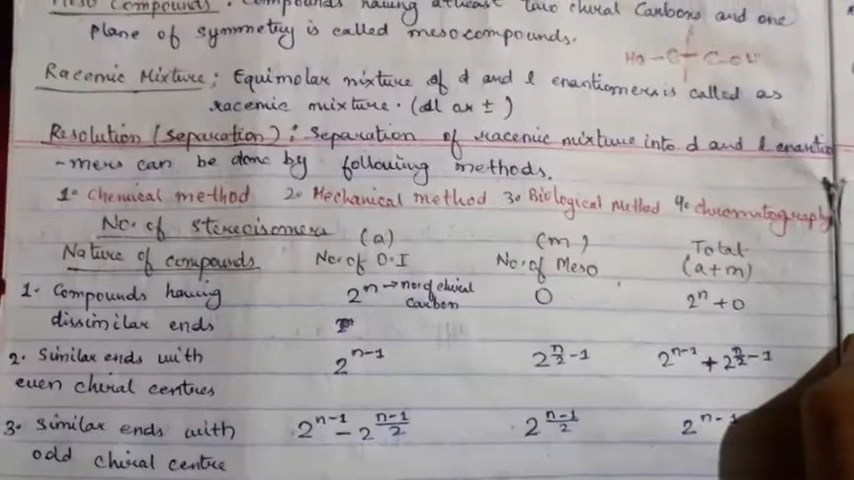 Meso Compounds: Compounds having atleast two chiral Carbons and one
Plane of symmetry is called mesocompounds.
HO-C-C-OH
Racemic Mixture: Equimolar mixture of d and l enantiomers is called as
racemic mixture. (dl or ±)
Resolution (Separation): Separation of racemic mixture into d and l enantio
-mers can be done by following methods.
1. Chemical method 2. Mechanical method 3. Biological method 4. chromatography
No. of stereoisomers
Nature of compounds (a) No. of O.I (m) No. of Meso Total (a+m)
1. Compounds having 2^n → no. of chiral carbon 0 2^n + 0
dissimilar ends
2. Similar ends with 2^(n-1) 2^(n/2 - 1) 2^(n-1) + 2^(n/2 - 1)
even chiral centres
3. Similar ends with 2^(n-1) - 2^((n-1)/2) 2^((n-1)/2) 2^(n-1)
odd chiral centre